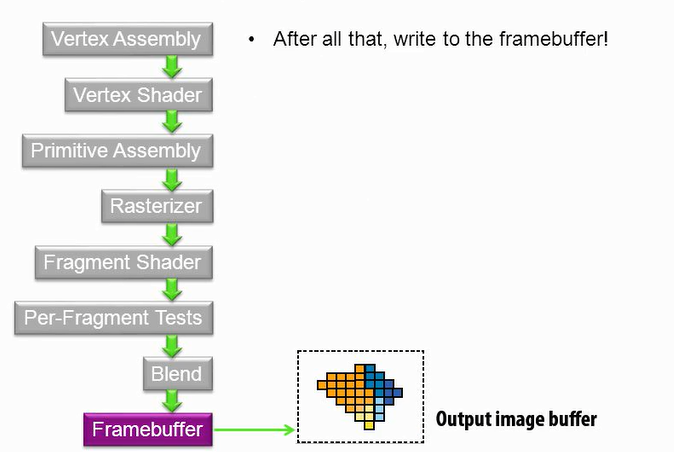 Vertex Assembly
• After all that, write to the framebuffer!
Vertex Shader
Primitive Assembly
Rasterizer
Fragment Shader
Per-Fragment Tests
Blend
Framebuffer
Output image buffer